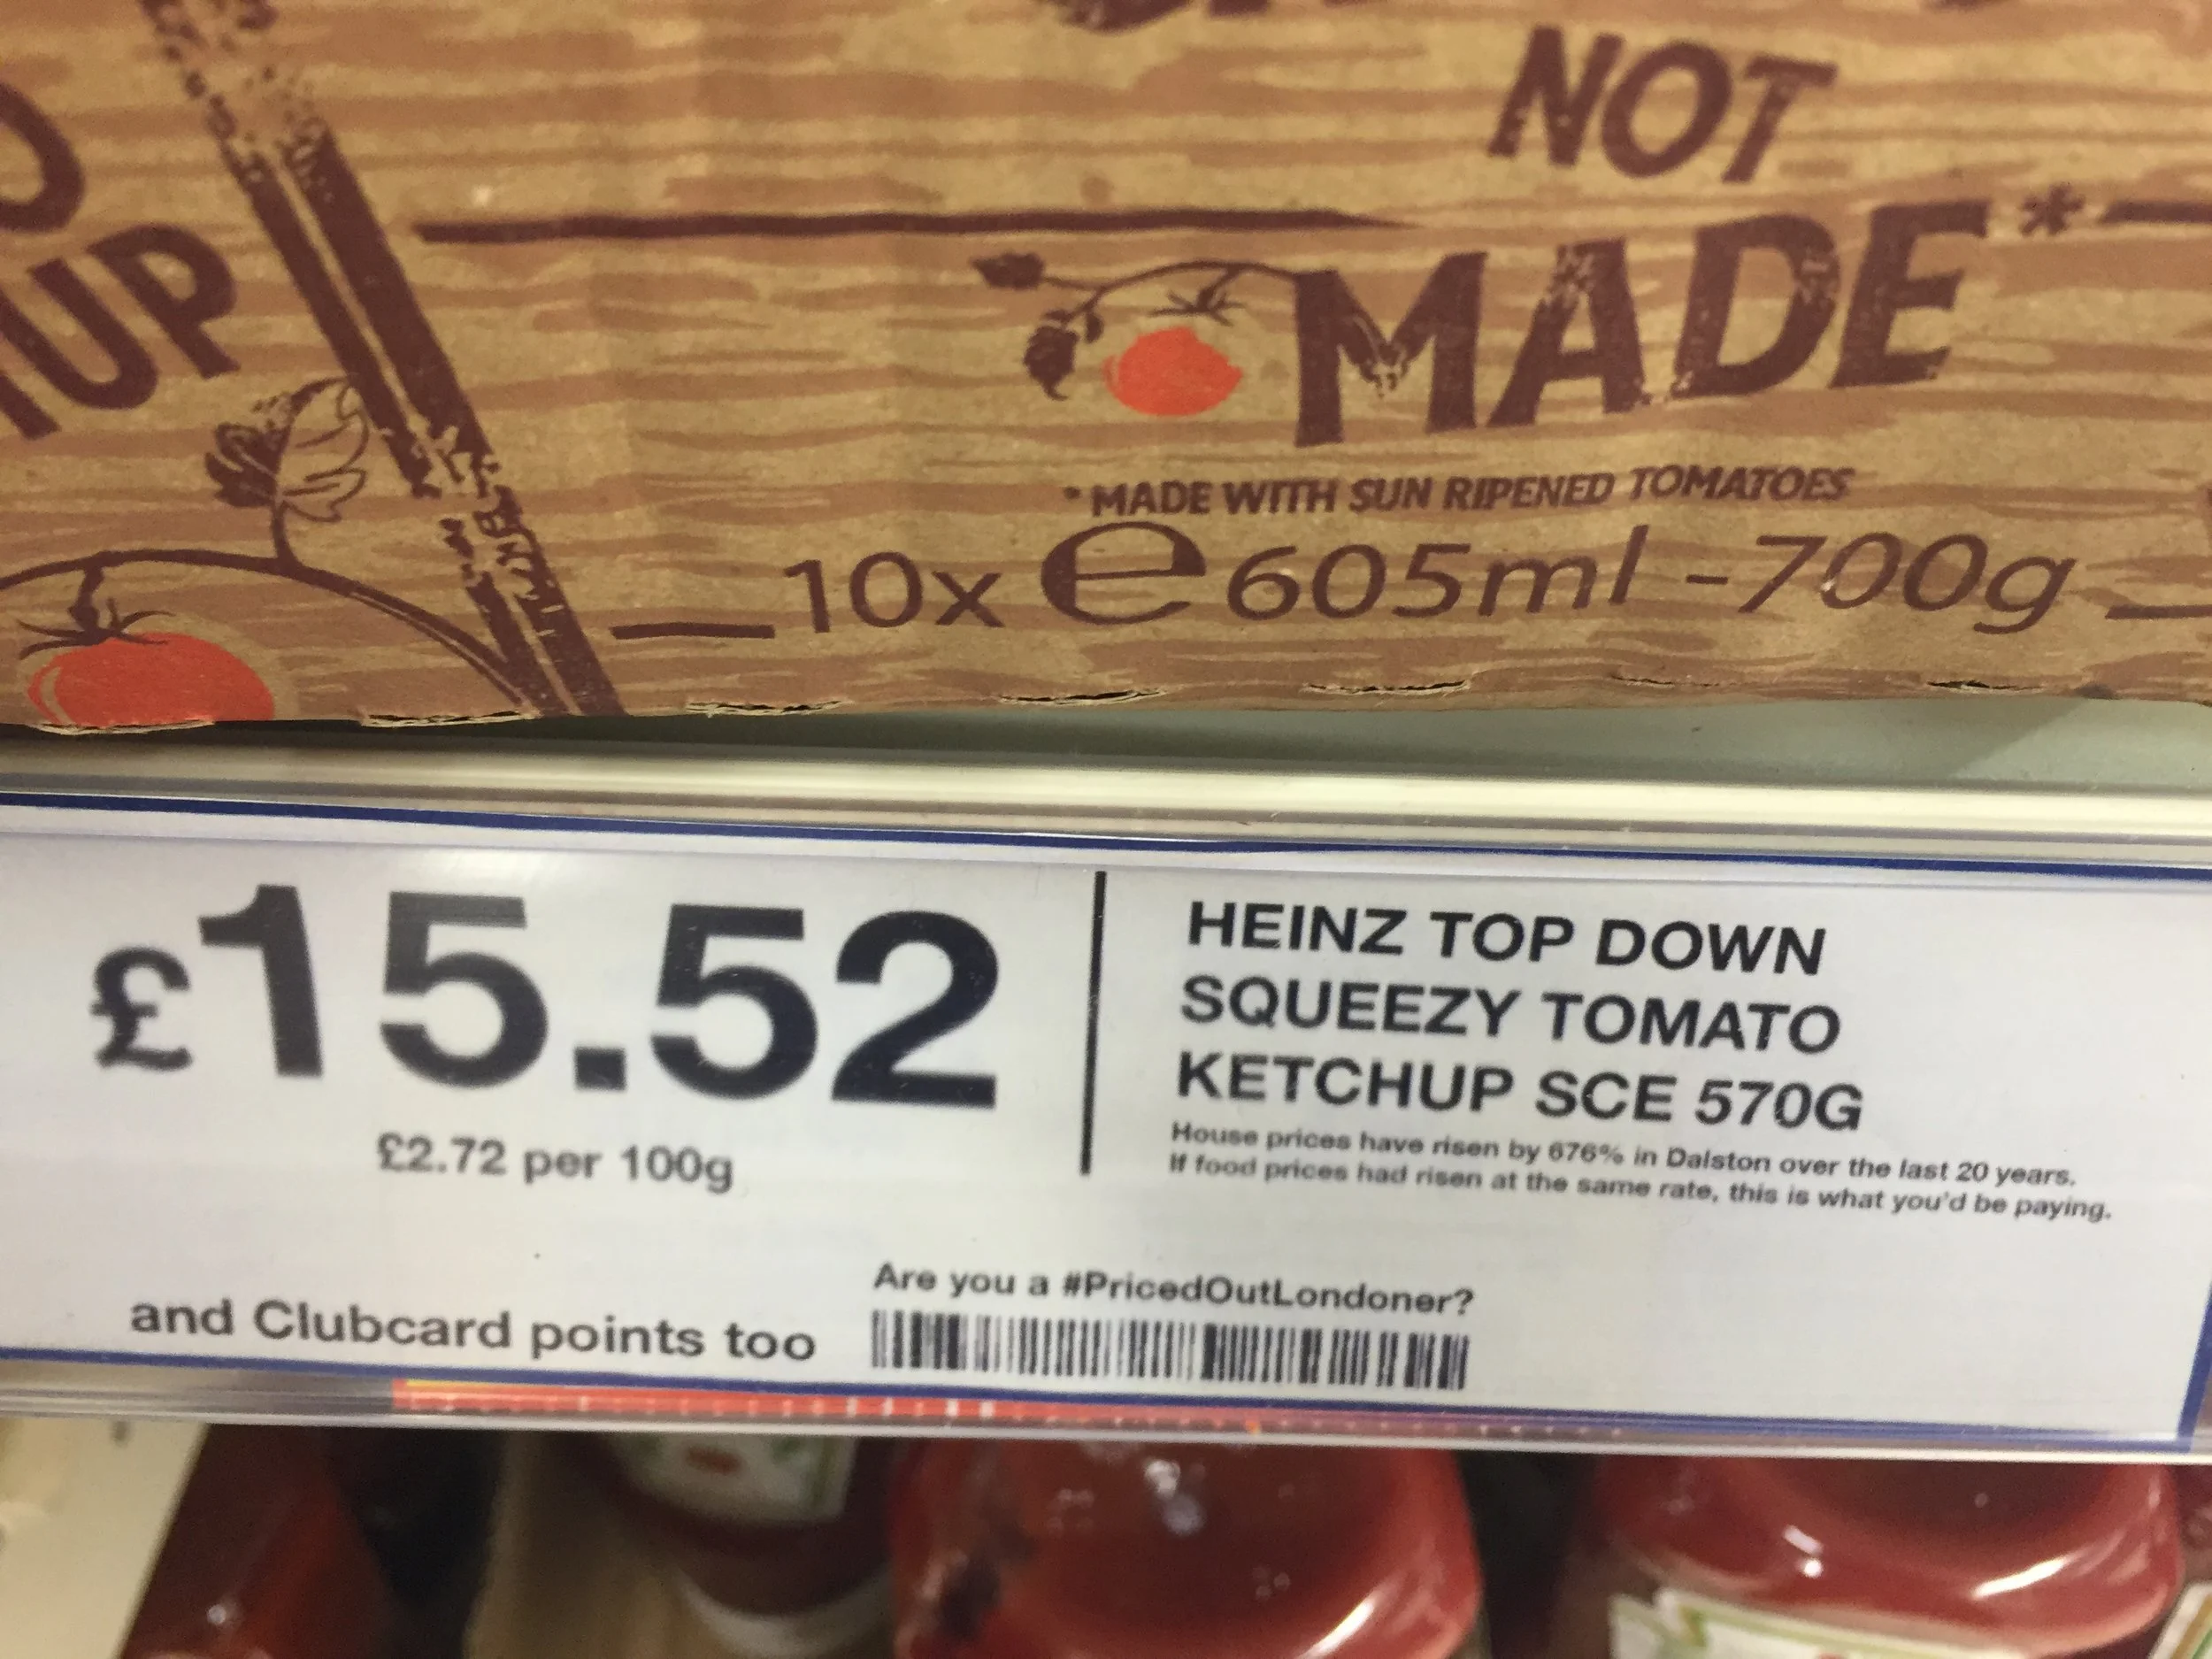 NOT
MADE*
* MADE WITH SUN RIPENED TOMATOES
10x ℮ 605ml -700g
£15.52
£2.72 per 100g
HEINZ TOP DOWN
SQUEEZY TOMATO
KETCHUP SCE 570G
House prices have risen by 676% in Dalston over the last 20 years.
If food prices had risen at the same rate, this is what you'd be paying.
Are you a #PricedOutLondoner?
and Clubcard points too